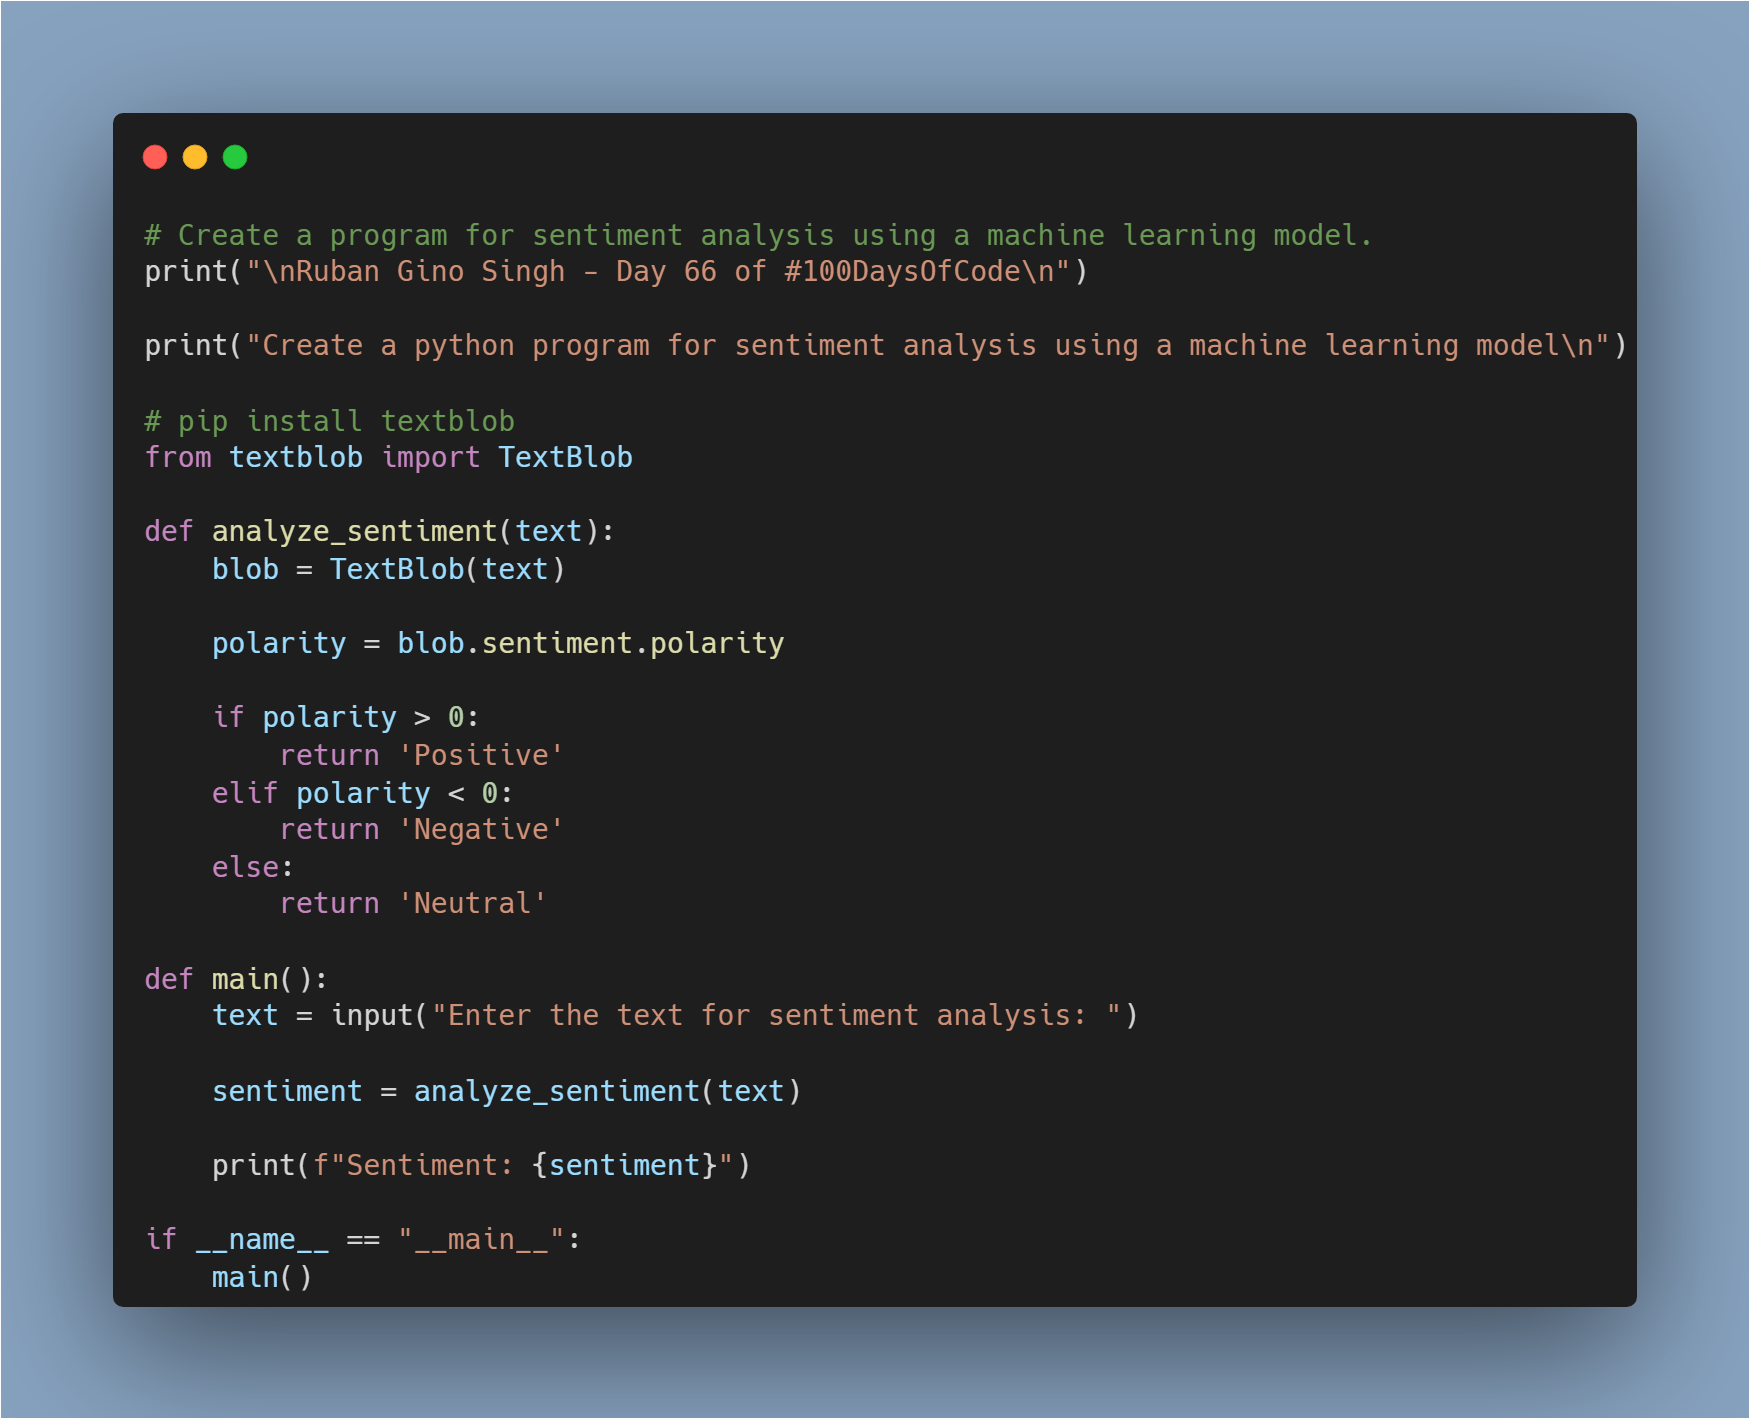 # Create a program for sentiment analysis using a machine learning model.
print("\nRuban Gino Singh - Day 66 of #100DaysOfCode\n")

print("Create a python program for sentiment analysis using a machine learning model\n")

# pip install textblob
from textblob import TextBlob

def analyze_sentiment(text):
    blob = TextBlob(text)

    polarity = blob.sentiment.polarity

    if polarity > 0:
        return 'Positive'
    elif polarity < 0:
        return 'Negative'
    else:
        return 'Neutral'

def main():
    text = input("Enter the text for sentiment analysis: ")

    sentiment = analyze_sentiment(text)

    print(f"Sentiment: {sentiment}")

if __name__ == "__main__":
    main()